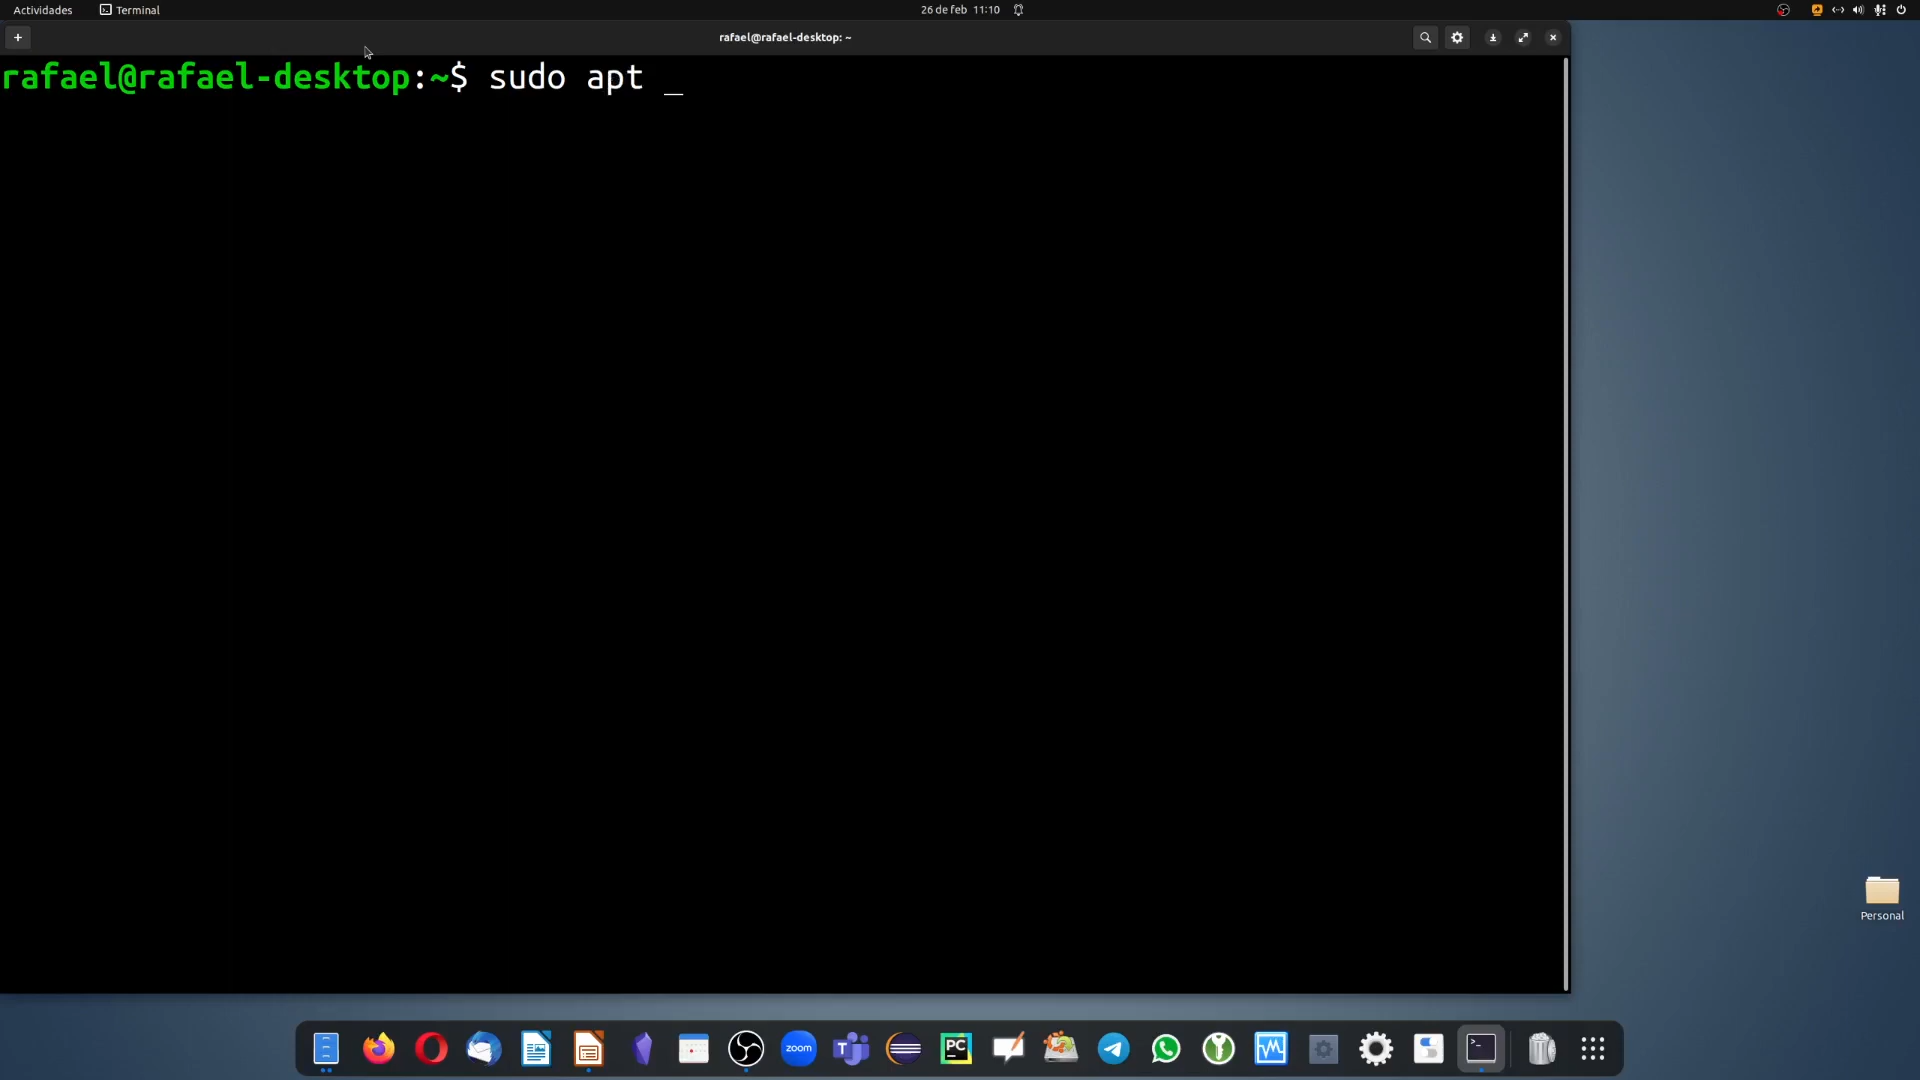 Actividades
Terminal
26 de feb 11:10
rafael@rafael-desktop: ~
rafael@rafael-desktop:~$ sudo apt _
Personal
zoom
T
PC